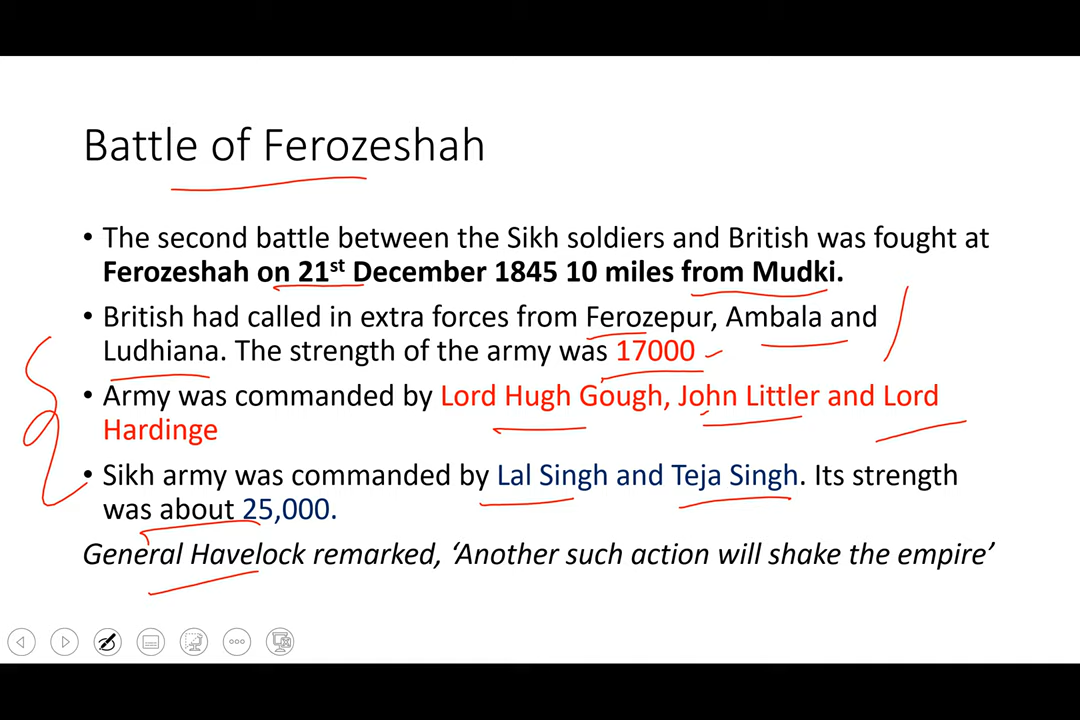 Battle of Ferozeshah
• The second battle between the Sikh soldiers and British was fought at
Ferozeshah on 21st December 1845 10 miles from Mudki.
• British had called in extra forces from Ferozepur, Ambala and
Ludhiana. The strength of the army was 17000
• Army was commanded by Lord Hugh Gough, John Littler and Lord
Hardinge
• Sikh army was commanded by Lal Singh and Teja Singh. Its strength
was about 25,000.
General Havelock remarked, ‘Another such action will shake the empire’